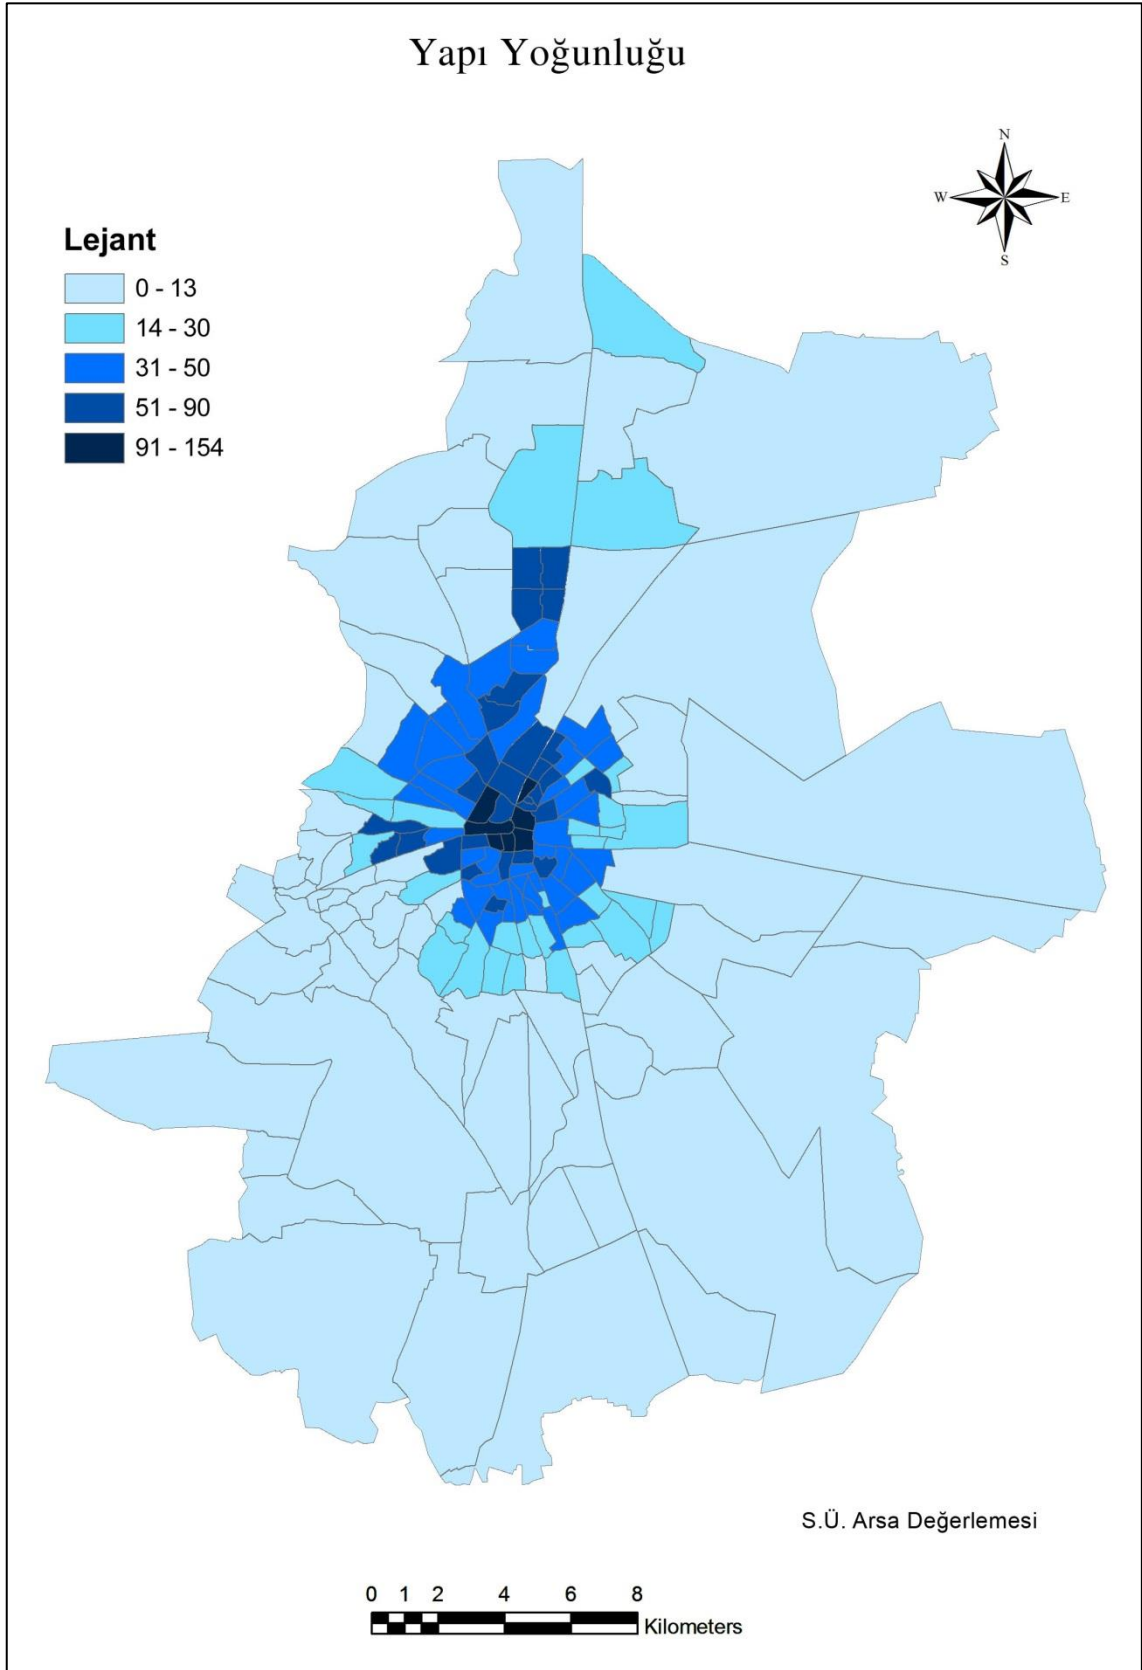 Yapı Yoğunluğu
N
W E
S
Lejant
0 - 13
14 - 30
31 - 50
51 - 90
91 - 154
S.Ü. Arsa Değerlemesi
0 1 2 4 6 8
Kilometers